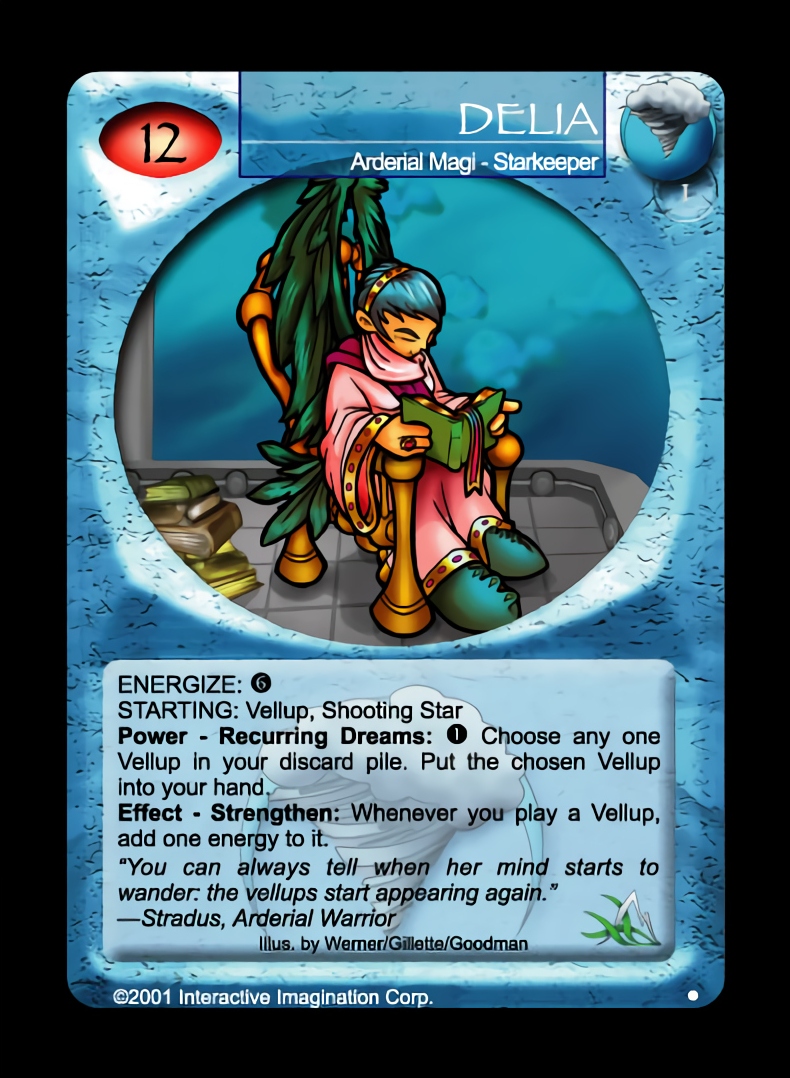 12
DELIA
Arderial Magi - Starkeeper
1
ENERGIZE: 6
STARTING: Vellup, Shooting Star
Power - Recurring Dreams: 1 Choose any one
Vellup in your discard pile. Put the chosen Vellup
into your hand.
Effect - Strengthen: Whenever you play a Vellup,
add one energy to it.
“You can always tell when her mind starts to
wander: the vellups start appearing again.”
—Stradus, Arderial Warrior
Illus. by Werner/Gillette/Goodman
©2001 Interactive Imagination Corp.